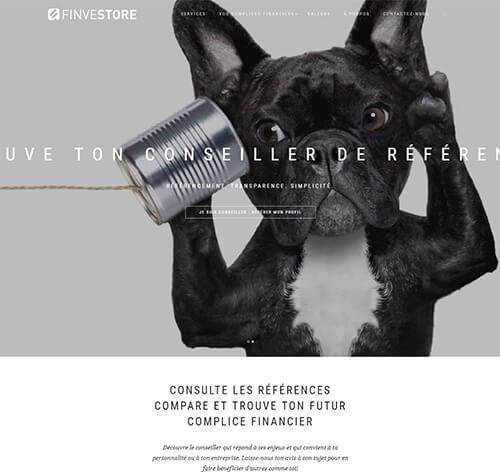 FINVESTORE
SERVICES VOS COMPLICES FINANCIERS VALEURS À PROPOS CONTACTEZ-NOUS
OUVE TON CONSEILLER DE RÉFÉREN
RÉFÉRENCEMENT. TRANSPARENCE. SIMPLICITÉ.
JE SUIS CONSEILLER - GÉRER MON PROFIL
CONSULTE LES RÉFÉRENCES
COMPARE ET TROUVE TON FUTUR
COMPLICE FINANCIER
Découvre le conseiller qui répond à ses enjeux et qui convient à ta
personnalité ou à ton entreprise. Laisse-nous ton avis à son sujet pour en
faire bénéficier d'autres comme toi!